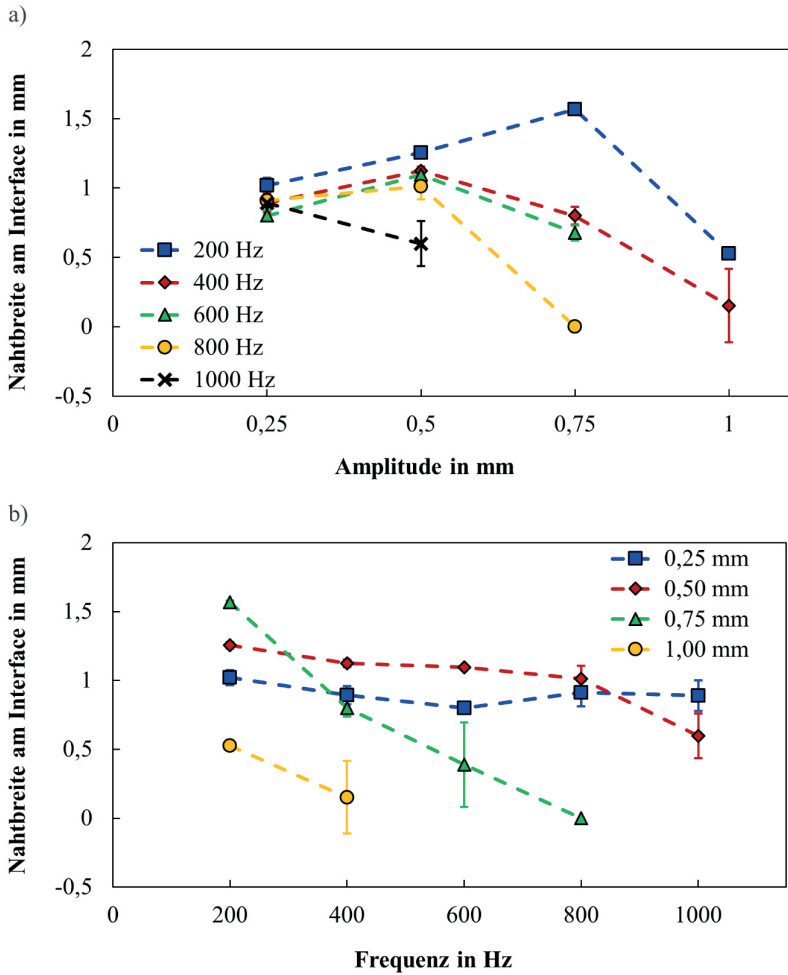 a)
Nahtbreite am Interface in mm
2
1,5
1
0,5
0
-0,5
200 Hz
400 Hz
600 Hz
800 Hz
1000 Hz
0 0,25 0,5 0,75 1
Amplitude in mm
b)
Nahtbreite am Interface in mm
2
1,5
1
0,5
0
-0,5
0,25 mm
0,50 mm
0,75 mm
1,00 mm
0 200 400 600 800 1000
Frequenz in Hz